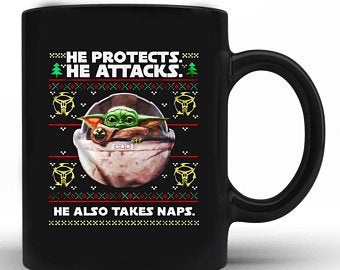 HE PROTECTS.
HE ATTACKS.
HE ALSO TAKES NAPS.